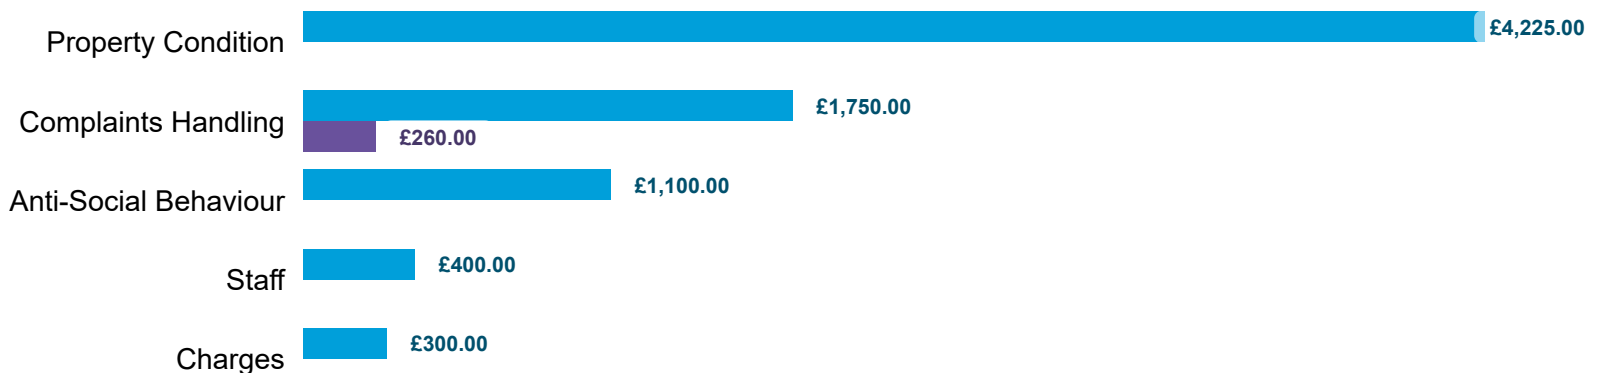 Property Condition £4,225.00
Complaints Handling £1,750.00
£260.00
Anti-Social Behaviour £1,100.00
Staff £400.00
Charges £300.00